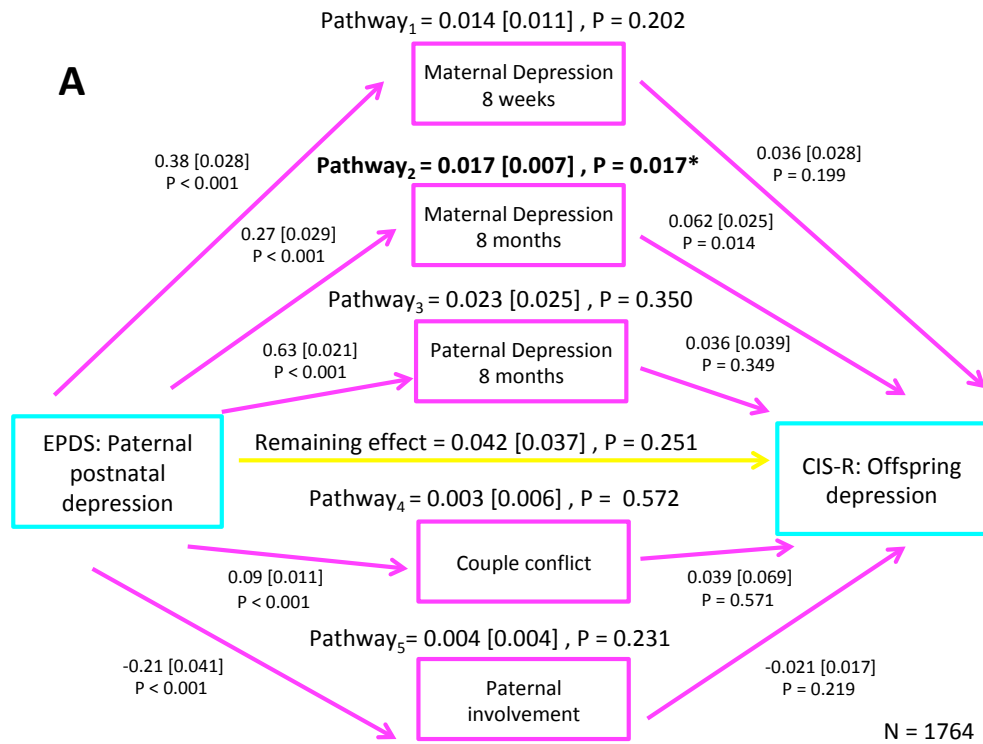 Pathway₁ = 0.014 [0.011] , P = 0.202
A
Maternal Depression
8 weeks
0.38 [0.028]
P < 0.001
0.036 [0.028]
P = 0.199
Pathway₂ = 0.017 [0.007] , P = 0.017*
Maternal Depression
8 months
0.27 [0.029]
P < 0.001
0.062 [0.025]
P = 0.014
Pathway₃ = 0.023 [0.025] , P = 0.350
Paternal Depression
8 months
0.63 [0.021]
P < 0.001
0.036 [0.039]
P = 0.349
EPDS: Paternal
postnatal
depression
Remaining effect = 0.042 [0.037] , P = 0.251
CIS-R: Offspring
depression
Pathway₄ = 0.003 [0.006] , P = 0.572
Couple conflict
0.09 [0.011]
P < 0.001
0.039 [0.069]
P = 0.571
Pathway₅= 0.004 [0.004] , P = 0.231
-0.21 [0.041]
P < 0.001
Paternal
involvement
-0.021 [0.017]
P = 0.219
N = 1764